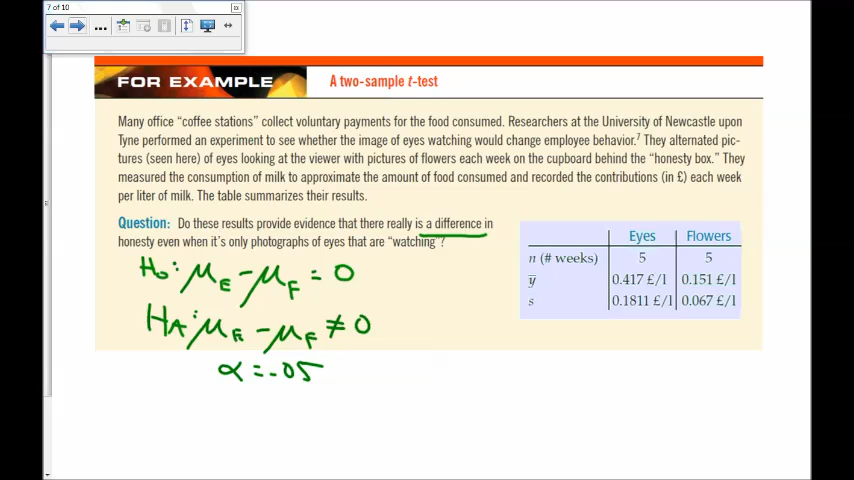 7 of 10
FOR EXAMPLE
A two-sample t-test
Many office “coffee stations” collect voluntary payments for the food consumed. Researchers at the University of Newcastle upon
Tyne performed an experiment to see whether the image of eyes watching would change employee behavior.7 They alternated pic-
tures (seen here) of eyes looking at the viewer with pictures of flowers each week on the cupboard behind the “honesty box.” They
measured the consumption of milk to approximate the amount of food consumed and recorded the contributions (in £) each week
per liter of milk. The table summarizes their results.
Question: Do these results provide evidence that there really is a difference in
honesty even when it's only photographs of eyes that are “watching”?
Eyes Flowers
n (# weeks) 5 5
ȳ 0.417 £/l 0.151 £/l
s 0.1811 £/l 0.067 £/l
H₀: μE − μF = 0
HA: μE − μF ≠ 0
α = .05